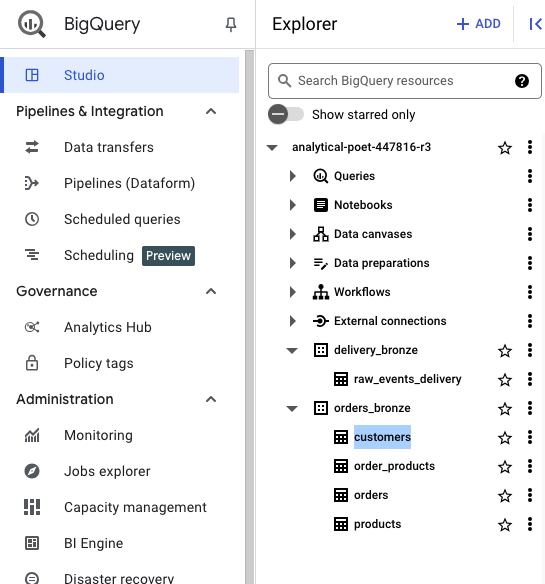 BigQuery
Studio
Pipelines & Integration
Data transfers
Pipelines (Dataform)
Scheduled queries
Scheduling Preview
Governance
Analytics Hub
Policy tags
Administration
Monitoring
Jobs explorer
Capacity management
BI Engine
Disaster recovery
Explorer
+ ADD
Search BigQuery resources
Show starred only
analytical-poet-447816-r3
Queries
Notebooks
Data canvases
Data preparations
Workflows
External connections
delivery_bronze
raw_events_delivery
orders_bronze
customers
order_products
orders
products